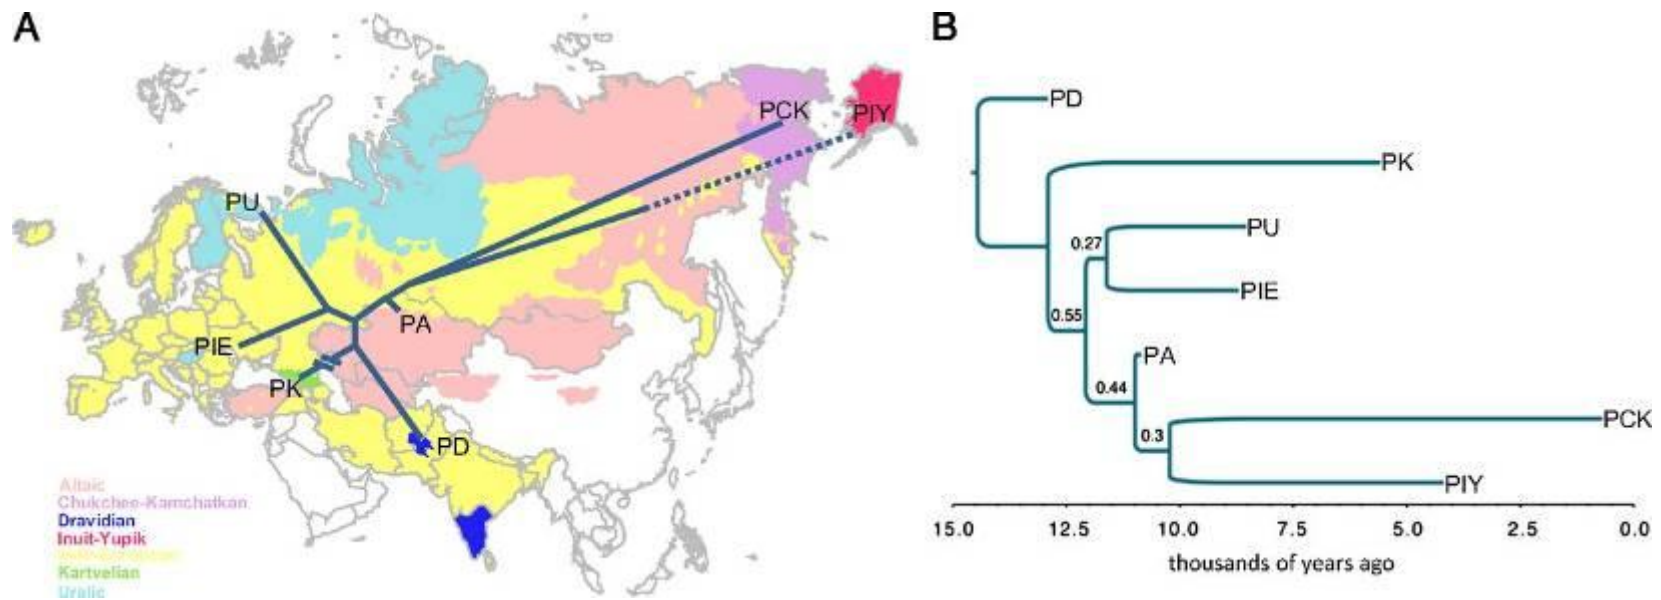 A
B
PCK
PIY
PU
PA
PIE
PK
PD
Altaic
Chukchee-Kamchatkan
Dravidian
Inuit-Yupik
Kartvelian
Uralic
PD
PK
PU
0.27
PIE
0.55
PA
0.44
PCK
0.3
PIY
15.0 12.5 10.0 7.5 5.0 2.5 0.0
thousands of years ago